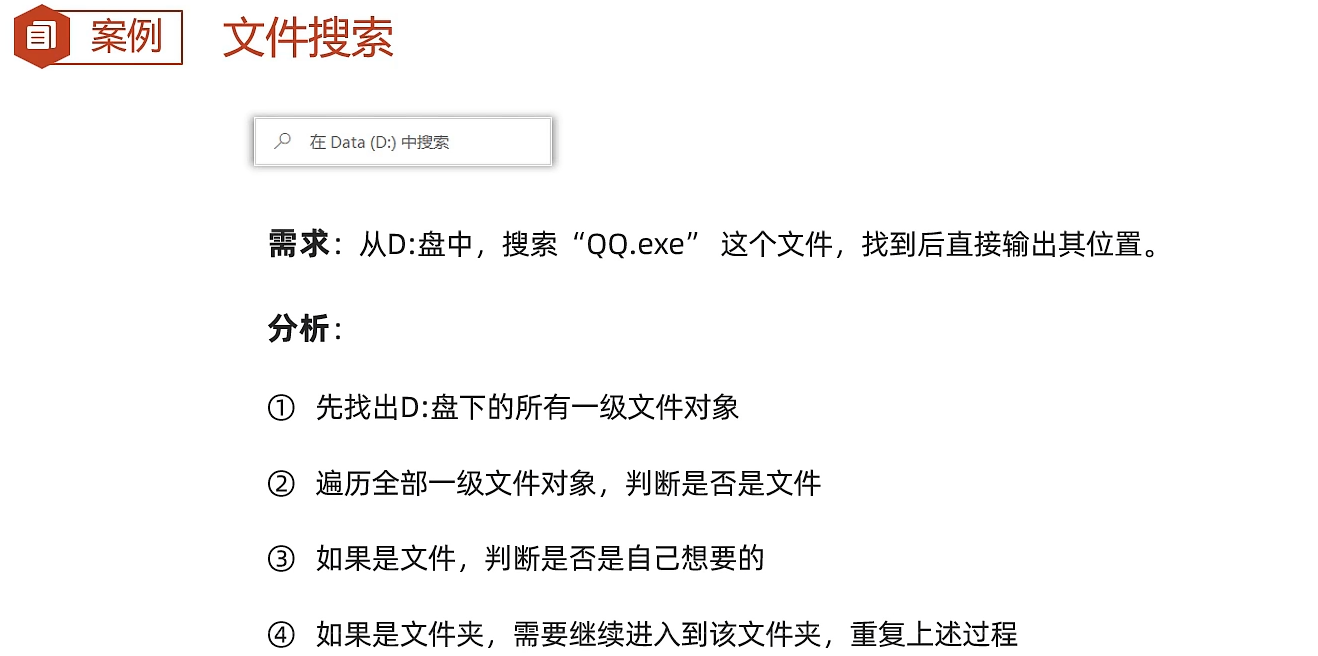 案例 文件搜索
在 Data (D:) 中搜索
需求：从D:盘中，搜索“QQ.exe” 这个文件，找到后直接输出其位置。
分析：
① 先找出D:盘下的所有一级文件对象
② 遍历全部一级文件对象，判断是否是文件
③ 如果是文件，判断是否是自己想要的
④ 如果是文件夹，需要继续进入到该文件夹，重复上述过程